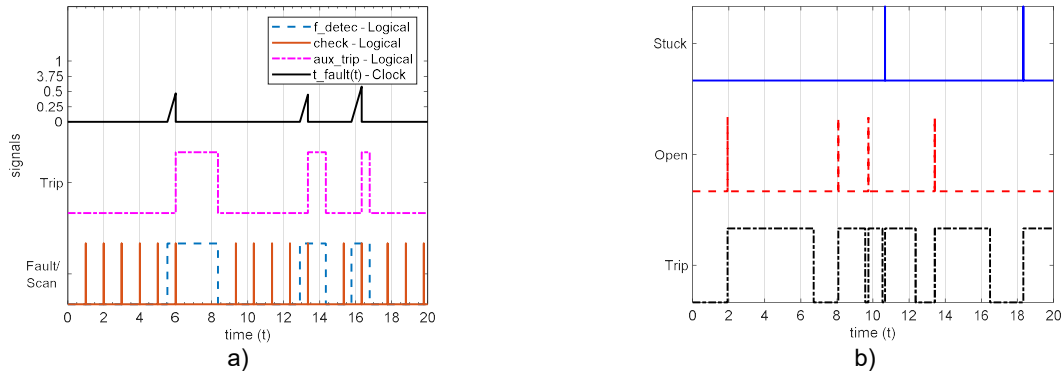 f_detec - Logical
check - Logical
aux_trip - Logical
t_fault(t) - Clock
1
3.75
0.5
0.25
0
signals
Trip
Fault/
Scan
0 2 4 6 8 10 12 14 16 18 20
time (t)
a)
Stuck
Open
Trip
0 2 4 6 8 10 12 14 16 18 20
time (t)
b)